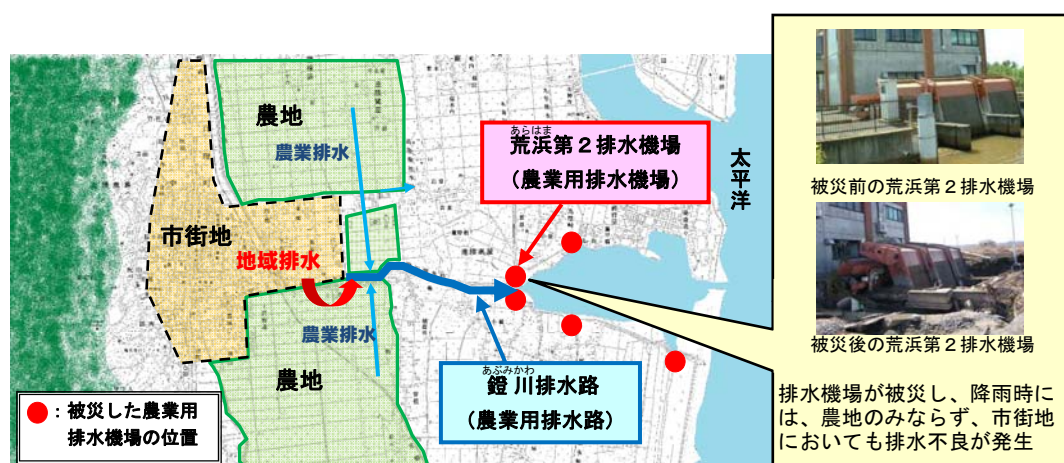 農地
農業排水
市街地
地域排水
農業排水
農地
あらはま
荒浜第2排水機場
(農業用排水機場)
太平洋
あぶみかわ
鐙川排水路
(農業用排水路)
:被災した農業用
排水機場の位置
被災前の荒浜第2排水機場
被災後の荒浜第2排水機場
排水機場が被災し、降雨時に
は、農地のみならず、市街地
においても排水不良が発生